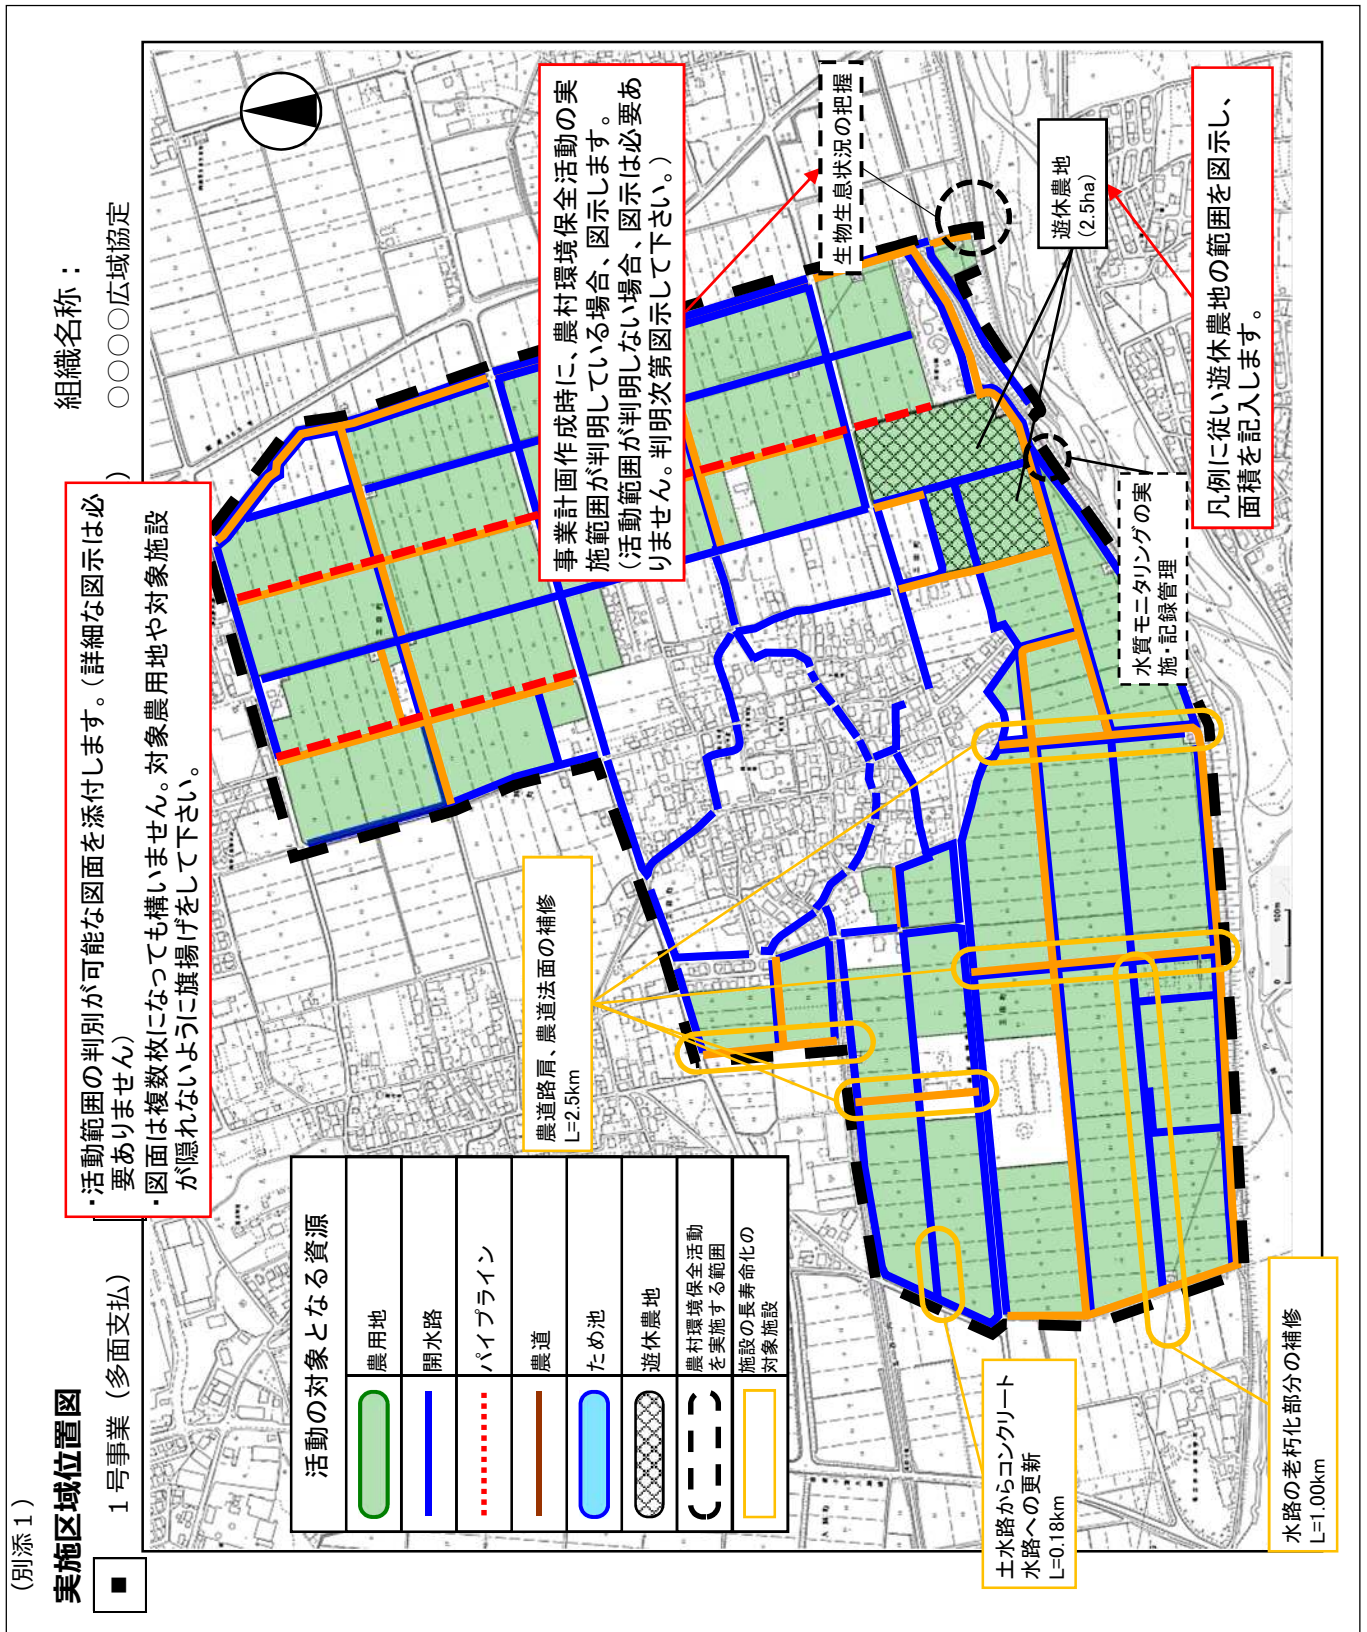 （別添１）
実施区域位置図
■
１号事業（多面支払）
）
組織名称：
○○○○広域協定
・活動範囲の判別が可能な図面を添付します。（詳細な図示は必
要ありません）
・図面は複数枚になっても構いません。対象農用地や対象施設
が隠れないように旗揚げをして下さい。
事業計画作成時に、農村環境保全活動の実
施範囲が判明している場合、図示します。
（活動範囲が判明しない場合、図示は必要あ
りません。判明次第図示して下さい。）
生物生息状況の把握
遊休農地
（2.5ha）
凡例に従い遊休農地の範囲を図示し、
面積を記入します。
水質モニタリングの実
施・記録管理
農道路肩、農道法面の補修
L=2.5km
活動の対象となる資源
農用地
開水路
パイプライン
農道
ため池
遊休農地
農村環境保全活動
を実施する範囲
施設の長寿命化の
対象施設
土水路からコンクリート
水路への更新
L=0.18km
水路の老朽化部分の補修
L=1.00km
0
100m